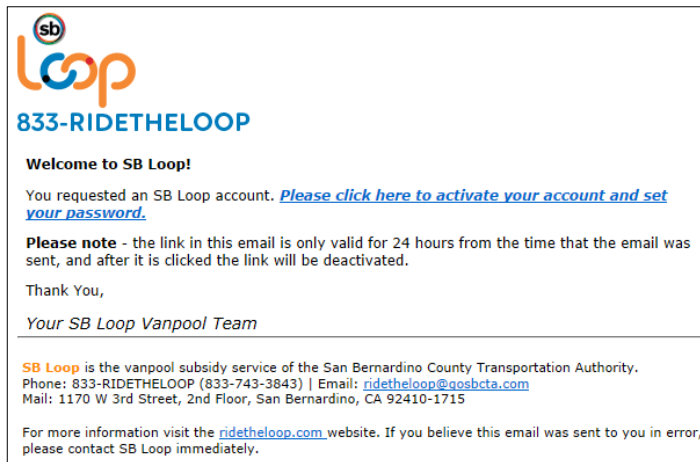 sb
Loop
833-RIDETHELOOP
Welcome to SB Loop!
You requested an SB Loop account. Please click here to activate your account and set
your password.
Please note - the link in this email is only valid for 24 hours from the time that the email was
sent, and after it is clicked the link will be deactivated.
Thank You,
Your SB Loop Vanpool Team
SB Loop is the vanpool subsidy service of the San Bernardino County Transportation Authority.
Phone: 833-RIDETHELOOP (833-743-3843) | Email: ridetheloop@gosbcta.com
Mail: 1170 W 3rd Street, 2nd Floor, San Bernardino, CA 92410-1715
For more information visit the ridetheloop.com website. If you believe this email was sent to you in error,
please contact SB Loop immediately.